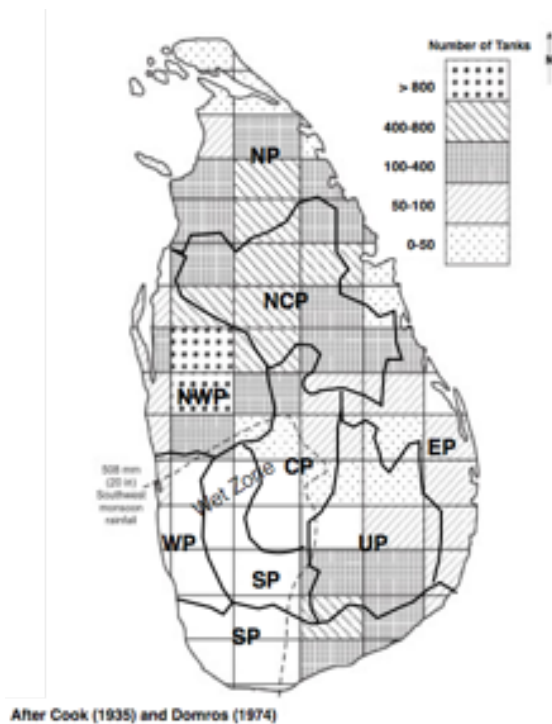 Number of Tanks
> 800
400-800
100-400
50-100
0-50
NP
NCP
NWP
EP
CP
508 mm
(20 in)
Southwest
monsoon
rainfall
Wet Zone
WP
UP
SP
SP
After Cook (1935) and Domros (1974)